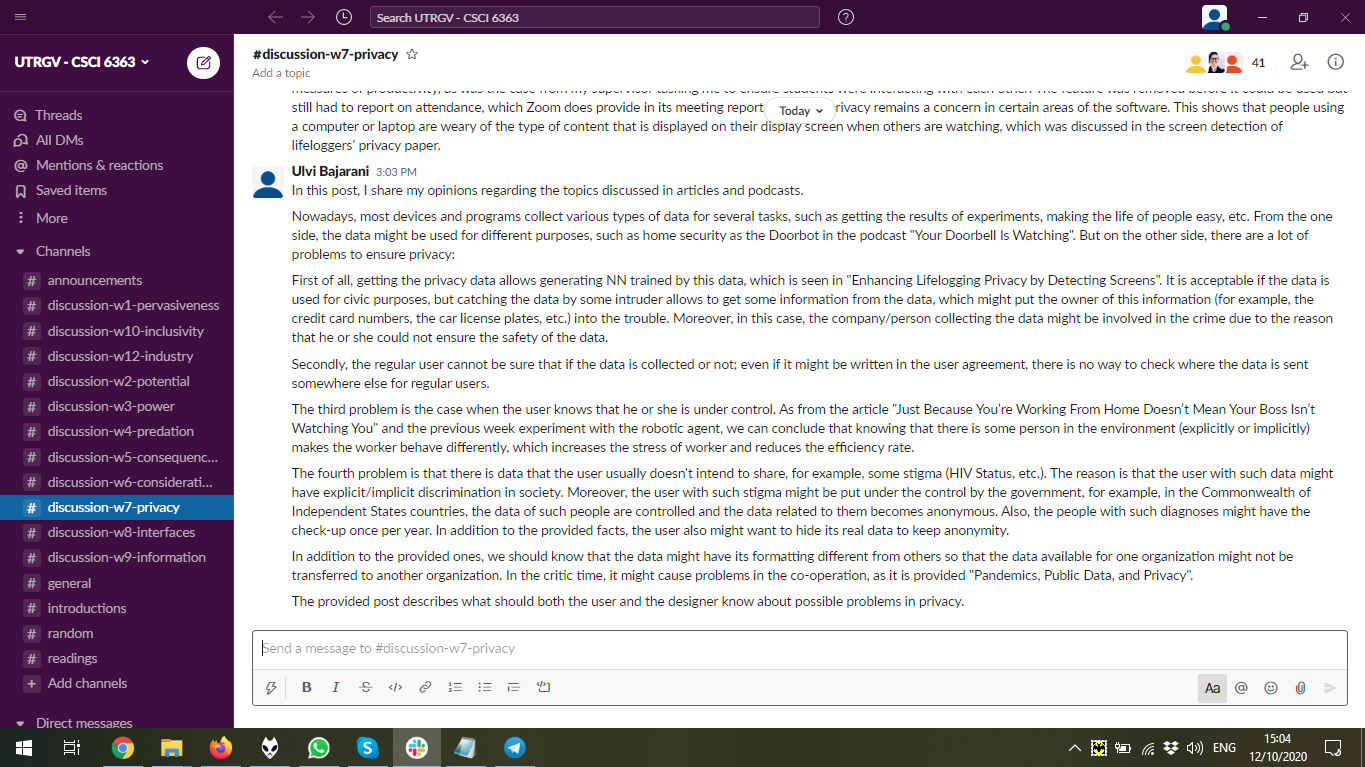 Search UTRGV - CSCI 6363
UTRGV - CSCI 6363
Threads
All DMs
Mentions & reactions
Saved items
More
Channels
# announcements
# discussion-w1-pervasiveness
# discussion-w10-inclusivity
# discussion-w12-industry
# discussion-w2-potential
# discussion-w3-power
# discussion-w4-predation
# discussion-w5-consequenc...
# discussion-w6-considerati...
# discussion-w7-privacy
# discussion-w8-interfaces
# discussion-w9-information
# general
# introductions
# random
# readings
+ Add channels
Direct messages
#discussion-w7-privacy
Add a topic
41
measures of productivity, as was the case from my supervisor tasking me to ensure students were interacting with each other. The feature was removed before it could be used but
still had to report on attendance, which Zoom does provide in its meeting report
Today
rivacy remains a concern in certain areas of the software. This shows that people using
a computer or laptop are weary of the type of content that is displayed on their display screen when others are watching, which was discussed in the screen detection of
lifeloggers' privacy paper.
Ulvi Bajarani 3:03 PM
In this post, I share my opinions regarding the topics discussed in articles and podcasts.
Nowadays, most devices and programs collect various types of data for several tasks, such as getting the results of experiments, making the life of people easy, etc. From the one
side, the data might be used for different purposes, such as home security as the Doorbot in the podcast "Your Doorbell Is Watching". But on the other side, there are a lot of
problems to ensure privacy:
First of all, getting the privacy data allows generating NN trained by this data, which is seen in "Enhancing Lifelogging Privacy by Detecting Screens". It is acceptable if the data is
used for civic purposes, but catching the data by some intruder allows to get some information from the data, which might put the owner of this information (for example, the
credit card numbers, the car license plates, etc.) into the trouble. Moreover, in this case, the company/person collecting the data might be involved in the crime due to the reason
that he or she could not ensure the safety of the data.
Secondly, the regular user cannot be sure that if the data is collected or not; even if it might be written in the user agreement, there is no way to check where the data is sent
somewhere else for regular users.
The third problem is the case when the user knows that he or she is under control. As from the article "Just Because You're Working From Home Doesn't Mean Your Boss Isn't
Watching You" and the previous week experiment with the robotic agent, we can conclude that knowing that there is some person in the environment (explicitly or implicitly)
makes the worker behave differently, which increases the stress of worker and reduces the efficiency rate.
The fourth problem is that there is data that the user usually doesn't intend to share, for example, some stigma (HIV Status, etc.). The reason is that the user with such data might
have explicit/implicit discrimination in society. Moreover, the user with such stigma might be put under the control by the government, for example, in the Commonwealth of
Independent States countries, the data of such people are controlled and the data related to them becomes anonymous. Also, the people with such diagnoses might have the
check-up once per year. In addition to the provided facts, the user also might want to hide its real data to keep anonymity.
In addition to the provided ones, we should know that the data might have its formatting different from others so that the data available for one organization might not be
transferred to another organization. In the critic time, it might cause problems in the co-operation, as it is provided "Pandemics, Public Data, and Privacy".
The provided post describes what should both the user and the designer know about possible problems in privacy.
Send a message to #discussion-w7-privacy
B I S </> Aa @
ENG
15:04
12/10/2020